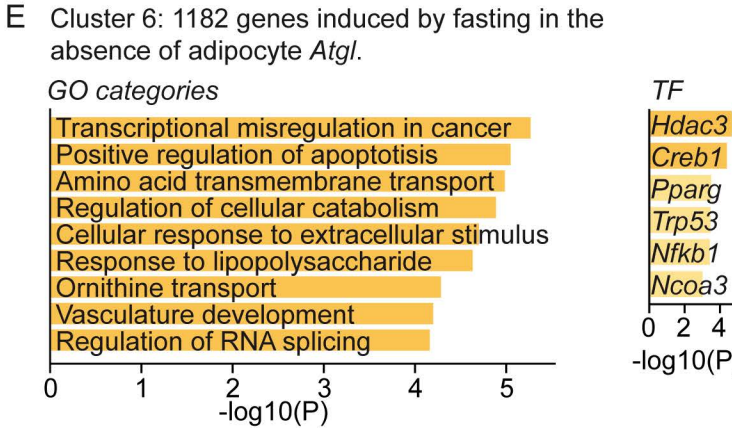 E Cluster 6: 1182 genes induced by fasting in the
absence of adipocyte Atgl.
GO categories
Transcriptional misregulation in cancer
Positive regulation of apoptotisis
Amino acid transmembrane transport
Regulation of cellular catabolism
Cellular response to extracellular stimulus
Response to lipopolysaccharide
Ornithine transport
Vasculature development
Regulation of RNA splicing
0 1 2 3 4 5
-log10(P)
TF
Hdac3
Creb1
Pparg
Trp53
Nfkb1
Ncoa3
0 2 4
-log10(P